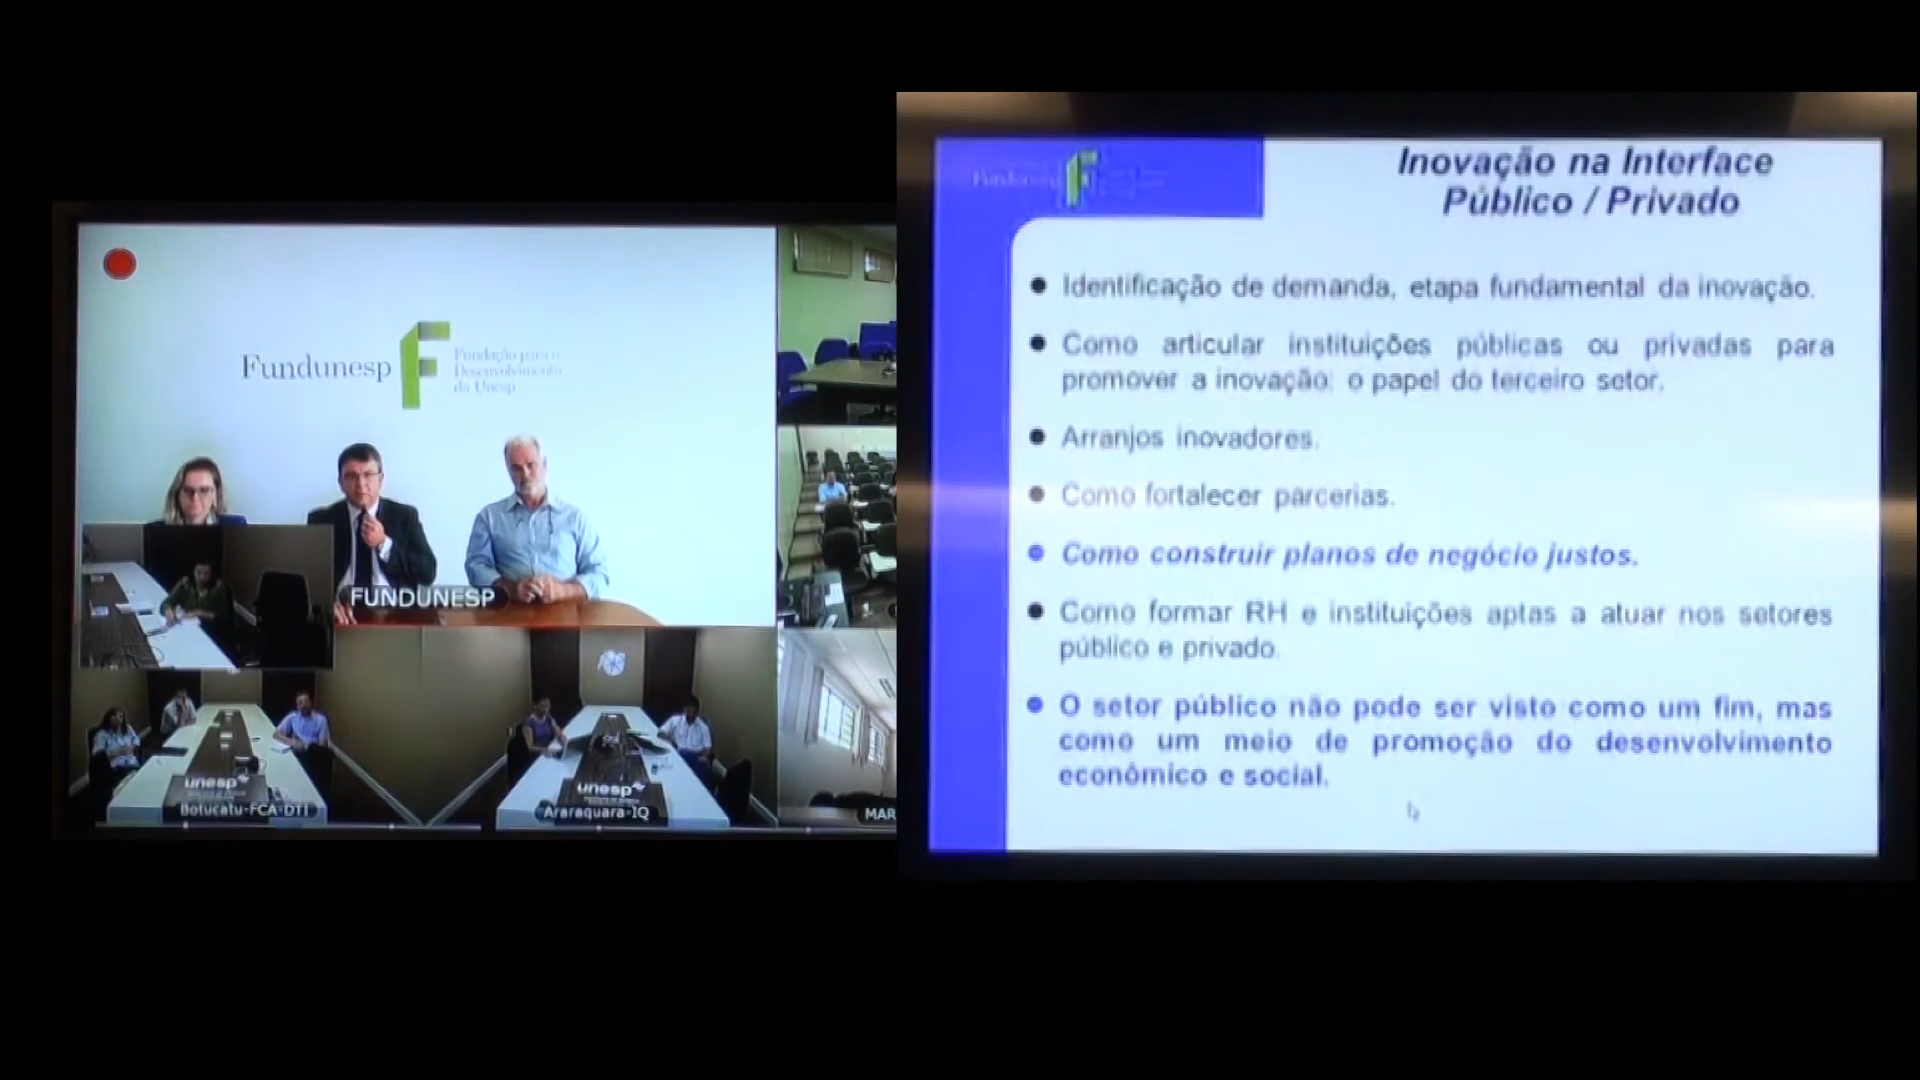 Fundunesp
Fundação para o
Desenvolvimento
da Unesp
FUNDUNESP
unesp
Botucatu-FCA-DTI
unesp
Araraquara-IQ
MAR
Fundunesp
Inovação na Interface
Público / Privado
Identificação de demanda, etapa fundamental da inovação.
Como articular instituições públicas ou privadas para
promover a inovação: o papel do terceiro setor.
Arranjos inovadores.
Como fortalecer parcerias.
Como construir planos de negócio justos.
Como formar RH e instituições aptas a atuar nos setores
público e privado.
O setor público não pode ser visto como um fim, mas
como um meio de promoção do desenvolvimento
econômico e social.